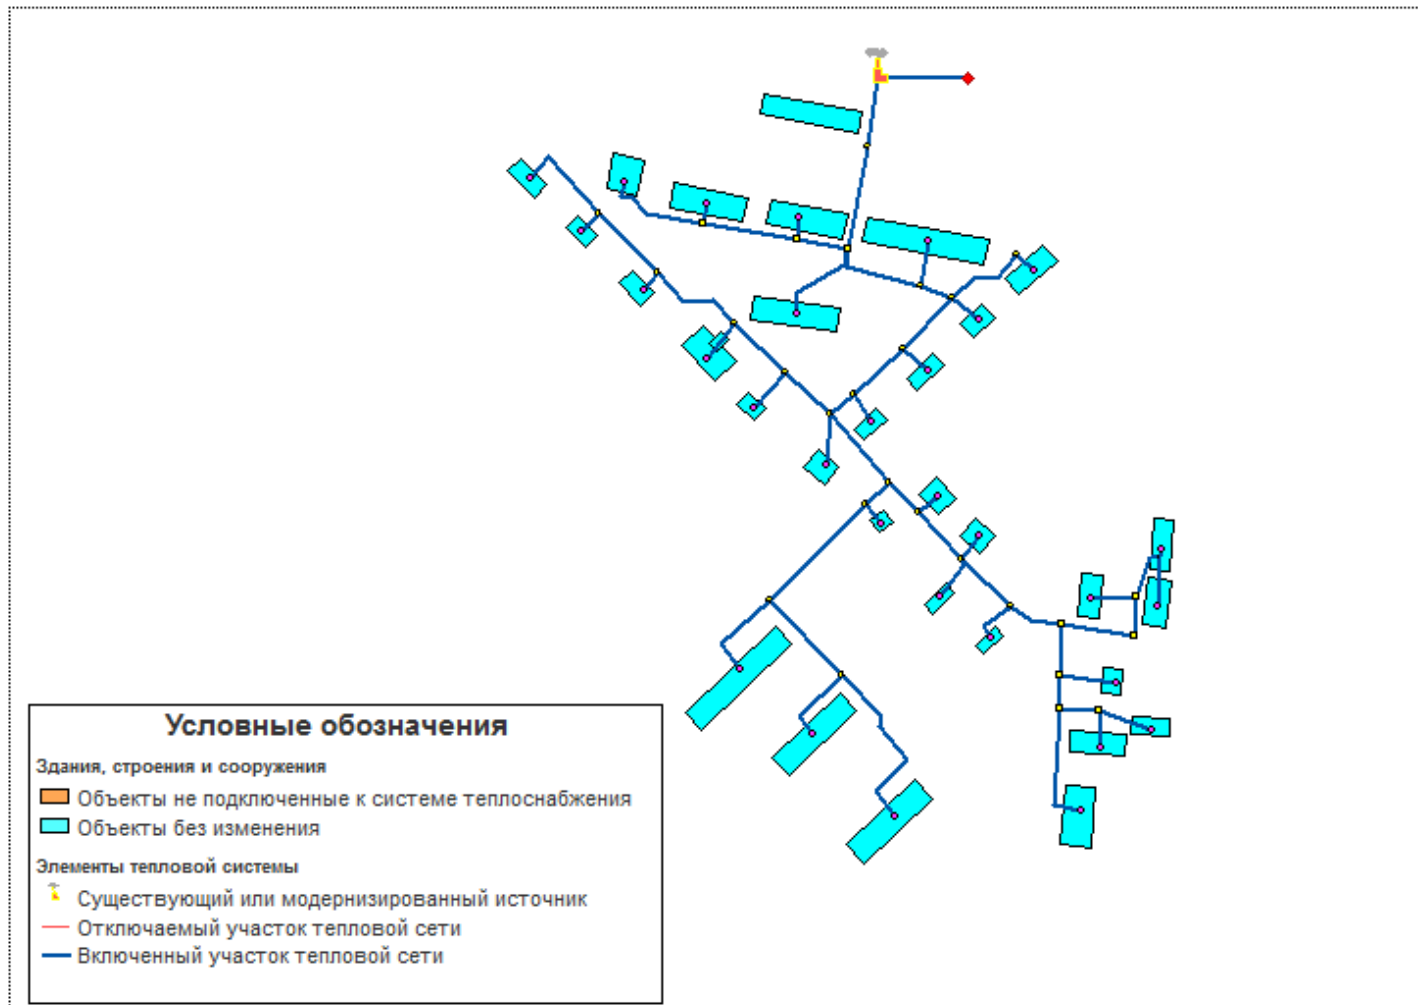 Условные обозначения
Здания, строения и сооружения
Объекты не подключенные к системе теплоснабжения
Объекты без изменения
Элементы тепловой системы
Существующий или модернизированный источник
Отключаемый участок тепловой сети
Включенный участок тепловой сети